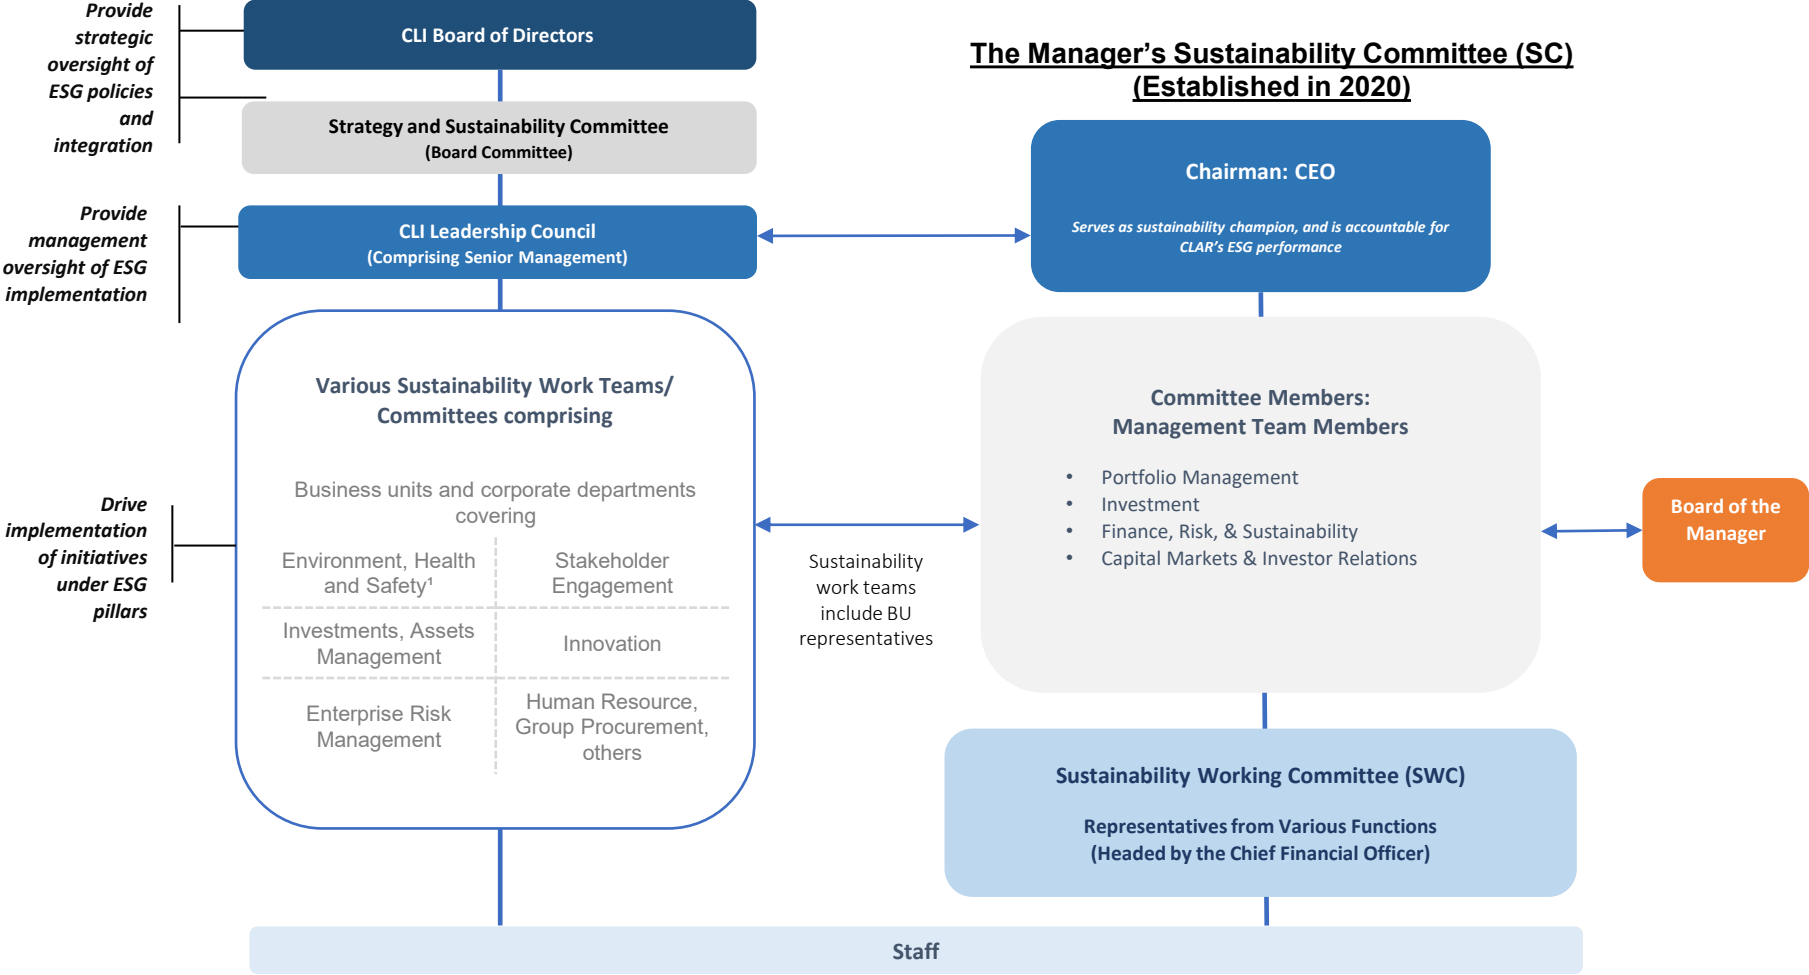 Provide
strategic
oversight of
ESG policies
and
integration
CLI Board of Directors
Strategy and Sustainability Committee
(Board Committee)
Provide
management
oversight of ESG
implementation
CLI Leadership Council
(Comprising Senior Management)
Various Sustainability Work Teams/
Committees comprising
Business units and corporate departments
covering
Environment, Health
and Safety¹
Stakeholder
Engagement
Investments, Assets
Management
Innovation
Enterprise Risk
Management
Human Resource,
Group Procurement,
others
Drive
implementation
of initiatives
under ESG
pillars
Sustainability
work teams
include BU
representatives
The Manager’s Sustainability Committee (SC)
(Established in 2020)
Chairman: CEO
Serves as sustainability champion, and is accountable for
CLAR’s ESG performance
Committee Members:
Management Team Members
• Portfolio Management
• Investment
• Finance, Risk, & Sustainability
• Capital Markets & Investor Relations
Board of the
Manager
Sustainability Working Committee (SWC)
Representatives from Various Functions
(Headed by the Chief Financial Officer)
Staff